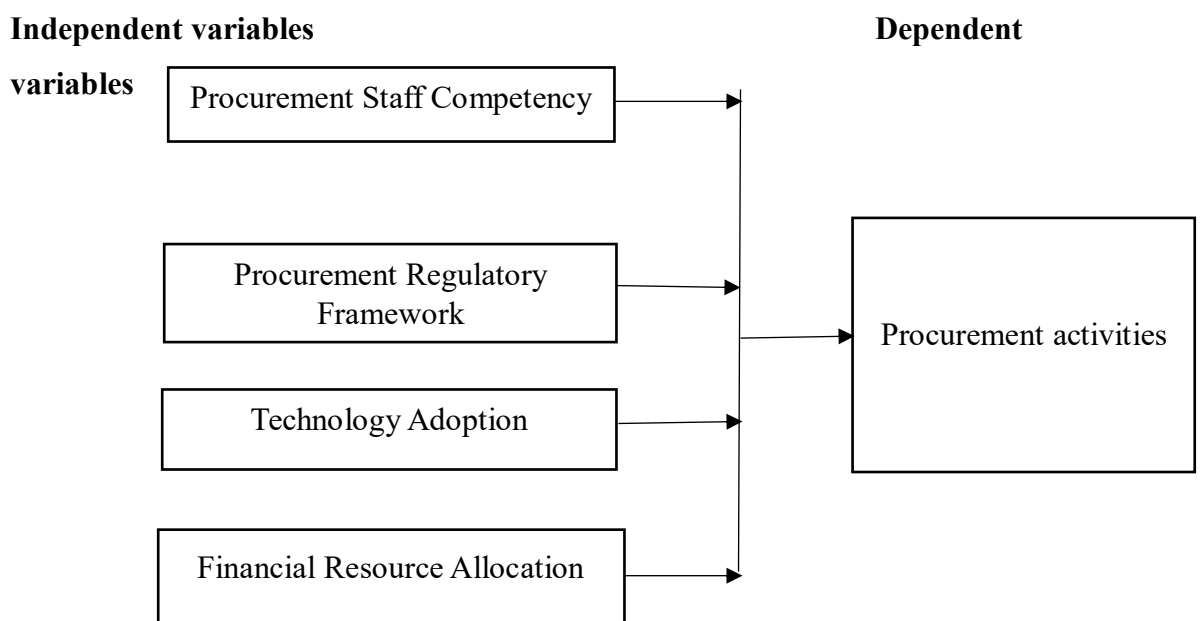 Independent variables Dependent
variables
Procurement Staff Competency
Procurement Regulatory
Framework
Technology Adoption
Financial Resource Allocation
Procurement activities